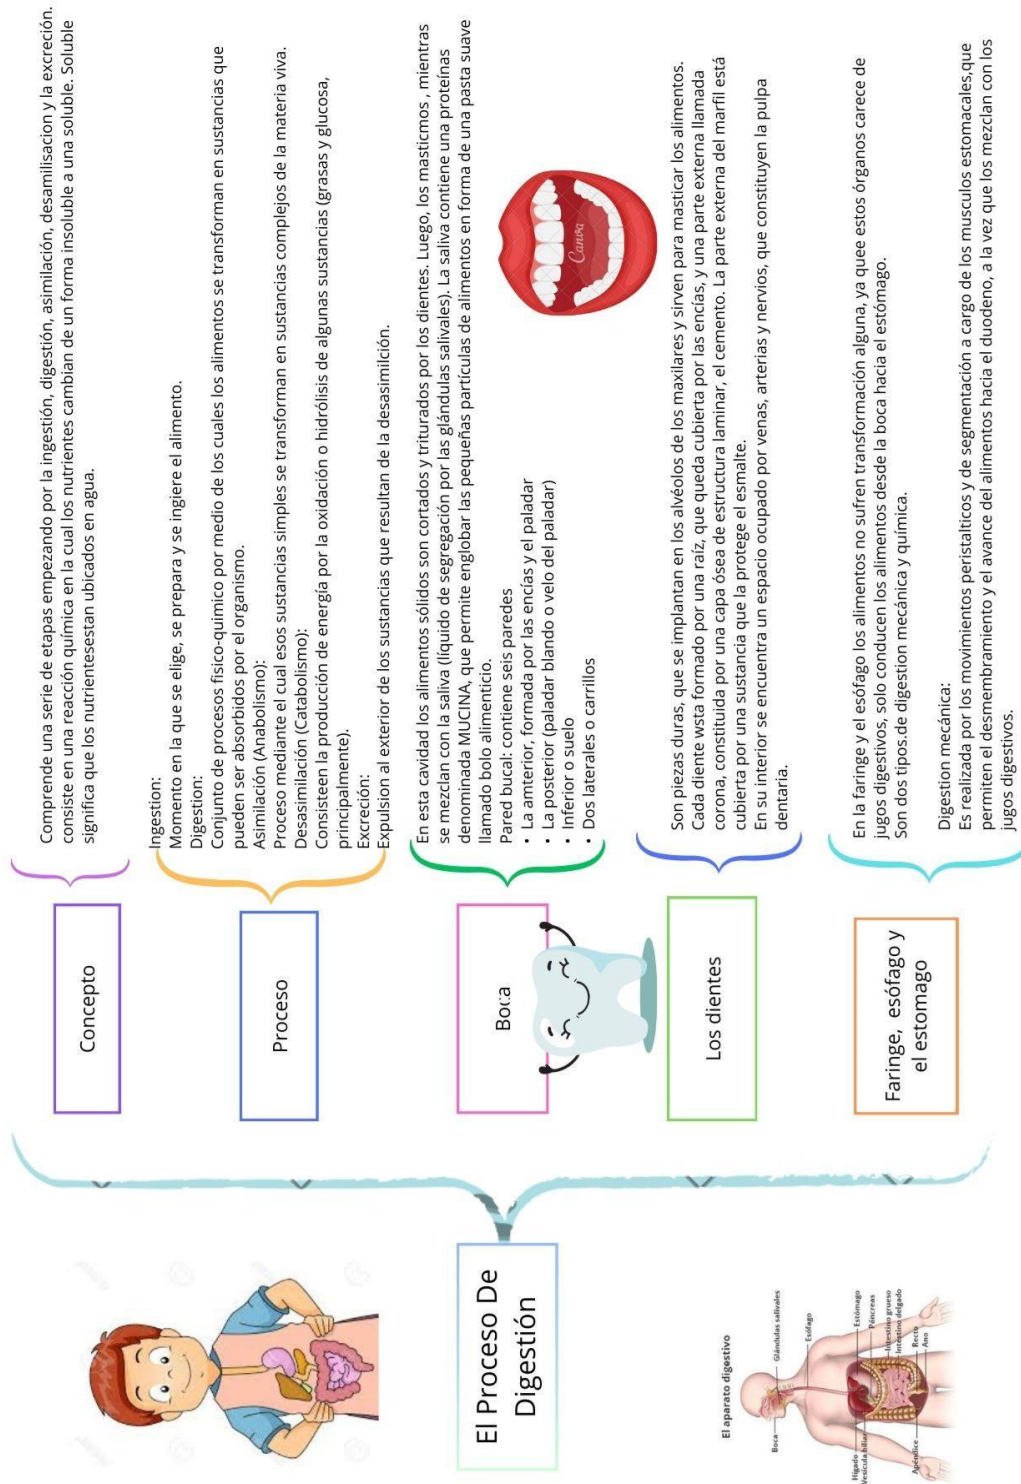 El Proceso De
Digestión
Concepto
Comprende una serie de etapas empezando por la ingestión, digestión, asimilación, desamilisacion y la excreción.
consiste en una reacción química en la cual los nutrientes cambian de un forma insoluble a una soluble. Soluble
significa que los nutrientesestan ubicados en agua.
Proceso
Ingestion:
Momento en la que se elige, se prepara y se ingiere el alimento.
Digestion:
Conjunto de procesos fisico-quimico por medio de los cuales los alimentos se transforman en sustancias que
pueden ser absorbidos por el organismo.
Asimilación (Anabolismo):
Proceso mediante el cual esos sustancias simples se transforman en sustancias complejos de la materia viva.
Desasimilación (Catabolismo):
Consisten la producción de energía por la oxidación o hidrólisis de algunas sustancias (grasas y glucosa,
principalmente).
Excreción:
Expulsion al exterior de los sustancias que resultan de la desasimilción.
Boca
En esta cavidad los alimentos sólidos son cortados y triturados por los dientes. Luego, los masticmos , mientras
se mezclan con la saliva (líquido de segregación por las glándulas salivales). La saliva contiene una proteínas
denominada MUCINA, que permite englobar las pequeñas partículas de alimentos en forma de una pasta suave
llamado bolo alimenticio.
Pared bucal: contiene seis paredes
• La anterior, formada por las encías y el paladar
• La posterior (paladar blando o velo del paladar)
• Inferior o suelo
• Dos laterales o carrillos
Canva
Los dientes
Son piezas duras, que se implantan en los alvéolos de los maxilares y sirven para masticar los alimentos.
Cada diente wsta formado por una raíz, que queda cubierta por las encías, y una parte externa llamada
corona, constituida por una capa ósea de estructura laminar, el cemento. La parte externa del marfil está
cubierta por una sustancia que la protege el esmalte.
En su interior se encuentra un espacio ocupado por venas, arterias y nervios, que constituyen la pulpa
dentaria.
Faringe, esófago y
el estomago
En la faringe y el esófago los alimentos no sufren transformación alguna, ya quee estos órganos carece de
jugos digestivos, solo conducen los alimentos desde la boca hacia el estómago.
Son dos tipos.de digestion mecánica y química.
Digestion mecánica:
Es realizada por los movimientos peristalticos y de segmentación a cargo de los musculos estomacales,que
permiten el desmembramiento y el avance del alimentos hacia el duodeno, a la vez que los mezclan con los
jugos digestivos.
El aparato digestivo
Boca
Glándulas salivales
Esófago
Hígado
Vesícula biliar
Apéndice
Estómago
Páncreas
Intestino grueso
Intestino delgado
Recto
Ano